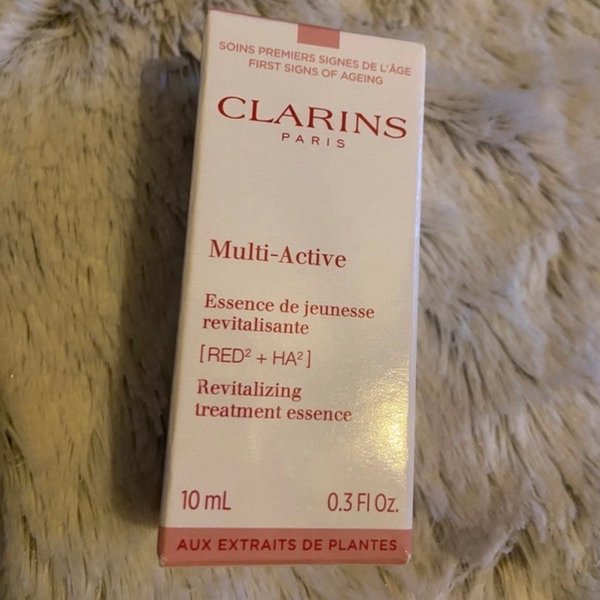 SOINS PREMIERS SIGNES DE L'ÂGE
FIRST SIGNS OF AGEING
CLARINS
PARIS
Multi-Active
Essence de jeunesse
revitalisante
[RED² + HA²]
Revitalizing
treatment essence
10 mL 0.3 Fl Oz.
AUX EXTRAITS DE PLANTES